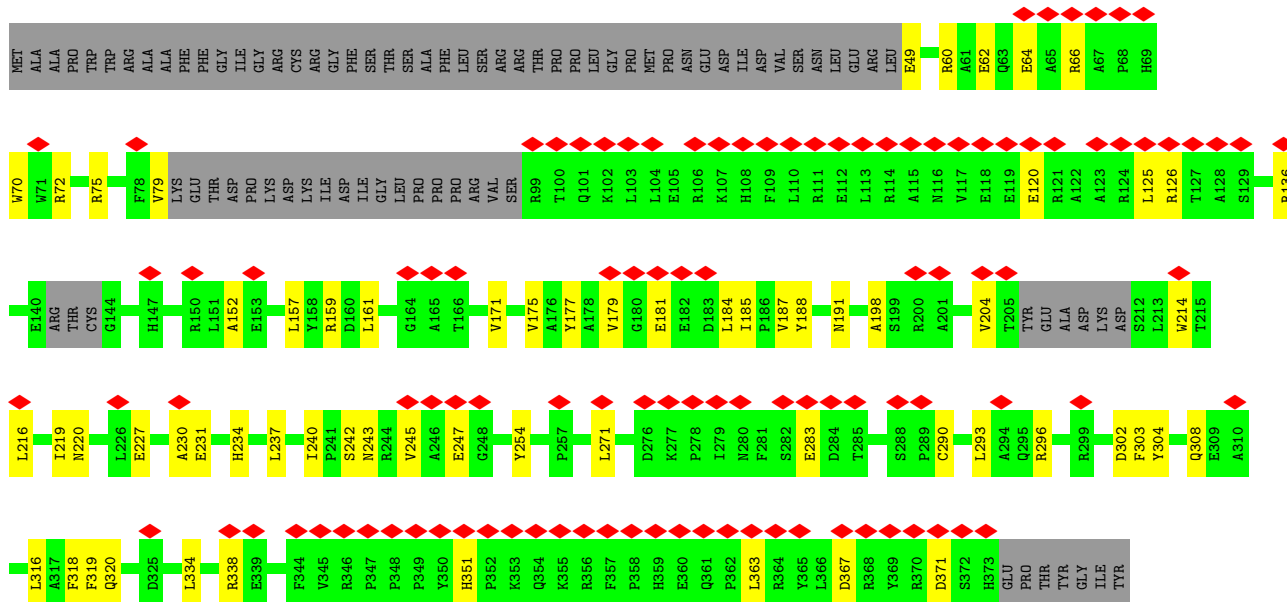 MET ALA ALA PRO TRP TRP ARG ALA ALA PHE PHE GLY ILE GLY ARG CYS ARG GLY PHE SER THR SER ALA PHE LEU SER ARG ARG THR PRO PRO LEU GLY PRO MET PRO ASN GLU ASP ILE ASP VAL SER ASN LEU GLU ARG LEU E49 R60 A61 E62 Q63 E64 A65 R66 A67 P68 H69
W70 W71 R72 R75 F78 V79 LYS GLU THR ASP PRO LYS ASP LYS ILE ASP ILE GLY LEU PRO PRO PRO ARG VAL SER R99 T100 Q101 K102 L103 L104 E105 R106 K107 H108 F109 L110 R111 E112 L113 R114 A115 N116 V117 E118 E119 E120 R121 A122 A123 R124 L125 R126 T127 A128 S129 R136
E140 ARG THR CYS G144 H147 R150 L151 A152 E153 L157 Y158 R159 D160 L161 G164 A165 T166 V171 V175 A176 Y177 A178 V179 G180 E181 E182 D183 L184 I185 P186 V187 Y188 N191 A198 S199 R200 A201 V204 T205 TYR GLU ALA ASP LYS ASP S212 L213 W214 T215
L216 I219 N220 L226 E227 A230 E231 H234 L237 I240 P241 S242 N243 R244 V245 A246 E247 G248 Y254 P257 L271 D276 K277 P278 I279 N280 F281 S282 E283 D284 T285 S288 P289 C290 L293 A294 Q295 R296 R299 D302 F303 Y304 Q308 E309 A310
L316 A317 F318 F319 Q320 D325 L334 R338 E339 F344 V345 R346 P347 P348 P349 Y350 H351 P352 K353 Q354 K355 R356 F357 P358 H359 E360 Q361 P362 L363 R364 Y365 L366 D367 R368 Y369 R370 D371 S372 H373 GLU PRO THR TYR GLY ILE TYR